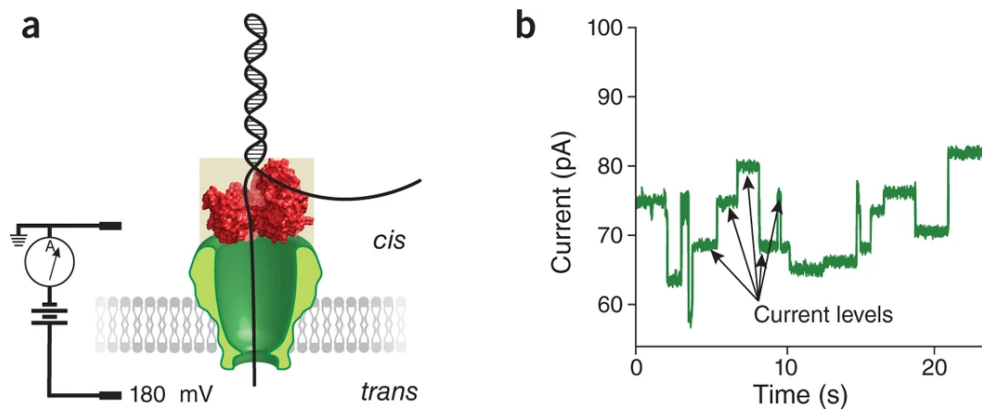 a
cis
A
180 mV
trans
b
100
90
80
70
60
Current (pA)
Current levels
0
10
20
Time (s)